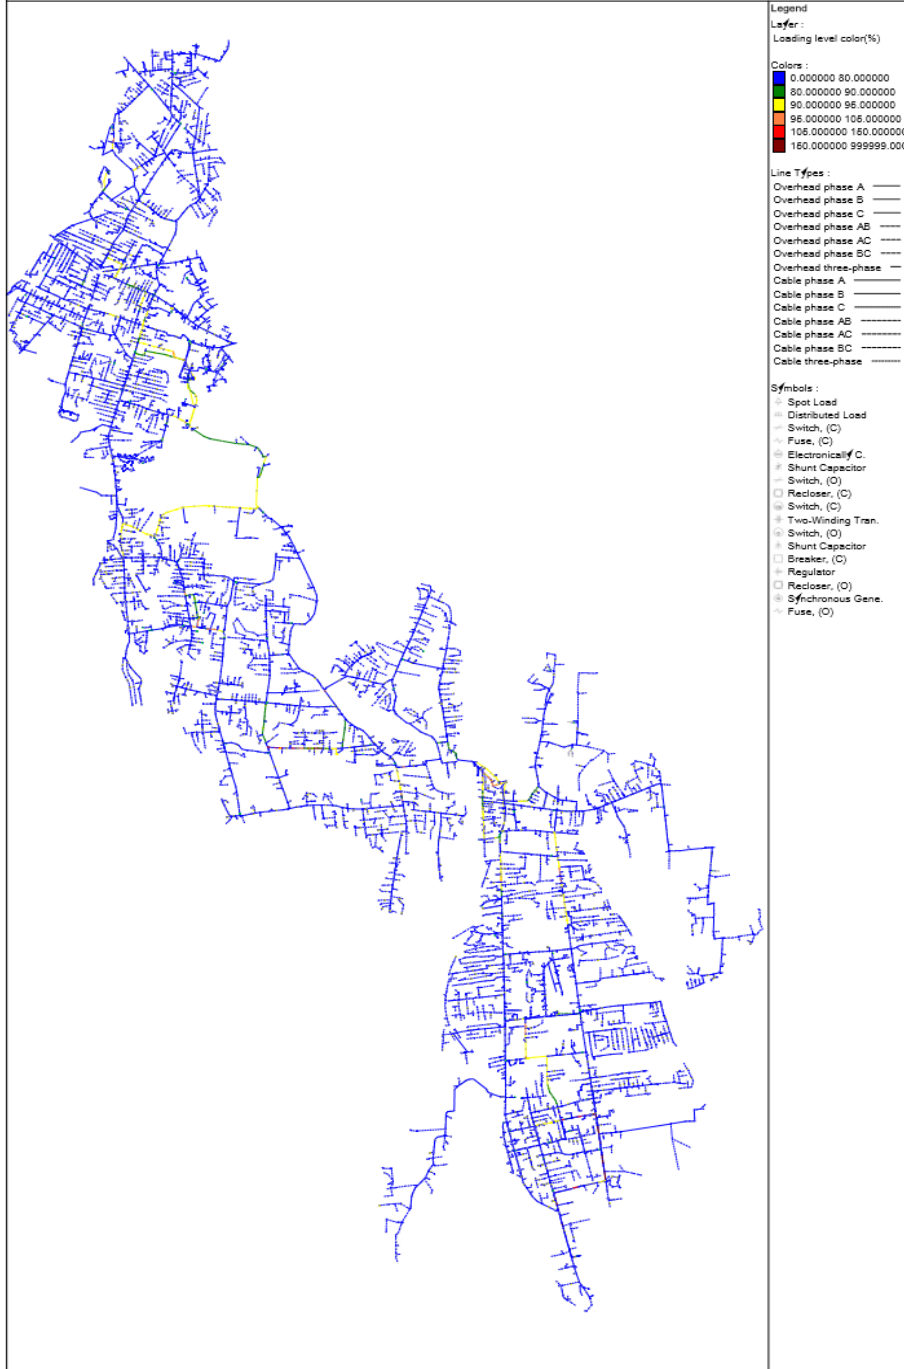 Legend
Layer :
Loading level color(%)
Colors :
0.000000 80.000000
80.000000 90.000000
90.000000 95.000000
95.000000 105.000000
105.000000 150.000000
150.000000 999999.000
Line Types :
Overhead phase A
Overhead phase B
Overhead phase C
Overhead phase AB
Overhead phase AC
Overhead phase BC
Overhead three-phase
Cable phase A
Cable phase B
Cable phase C
Cable phase AB
Cable phase AC
Cable phase BC
Cable three-phase
Symbols :
Spot Load
Distributed Load
Switch, (C)
Fuse, (C)
Electronically C.
Shunt Capacitor
Switch, (O)
Recloser, (C)
Switch, (C)
Two-Winding Tran.
Switch, (O)
Shunt Capacitor
Breaker, (C)
Regulator
Recloser, (O)
Synchronous Gene.
Fuse, (O)